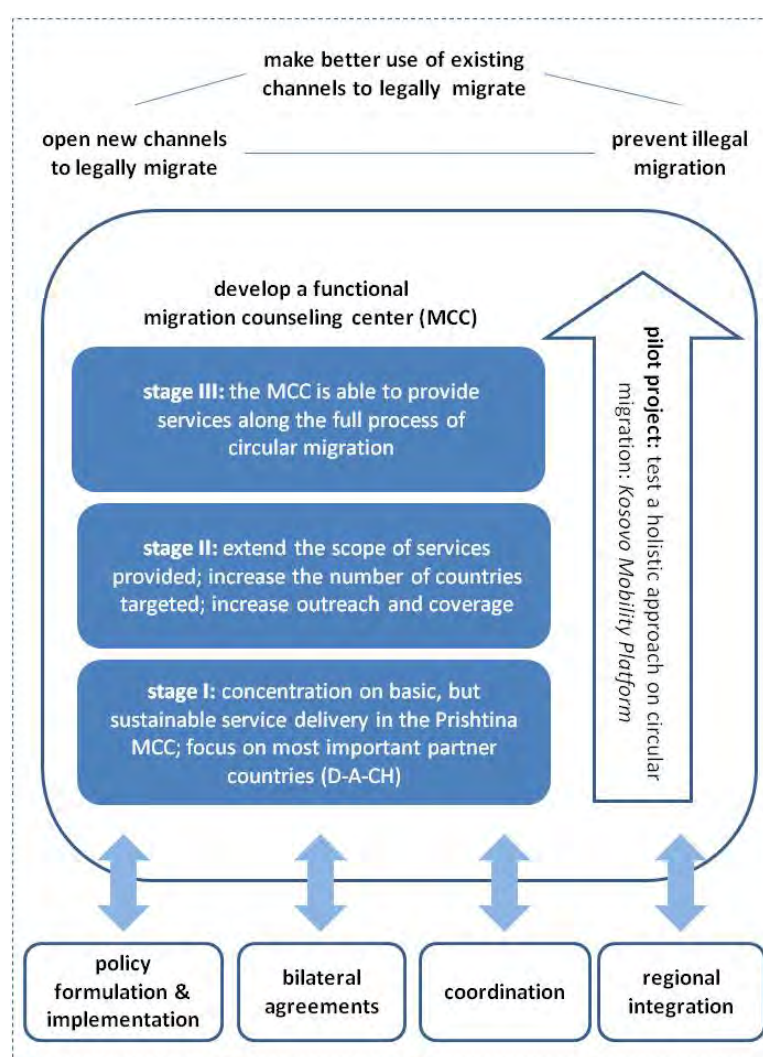 make better use of existing
channels to legally migrate
open new channels
to legally migrate
prevent illegal
migration
develop a functional
migration counseling center (MCC)
stage III: the MCC is able to provide
services along the full process of
circular migration
stage II: extend the scope of services
provided; increase the number of countries
targeted; increase outreach and coverage
stage I: concentration on basic, but
sustainable service delivery in the Prishtina
MCC; focus on most important partner
countries (D-A-CH)
pilot project: test a holistic approach on circular
migration: Kosovo Mobility Platform
policy
formulation &
implementation
bilateral
agreements
coordination
regional
integration